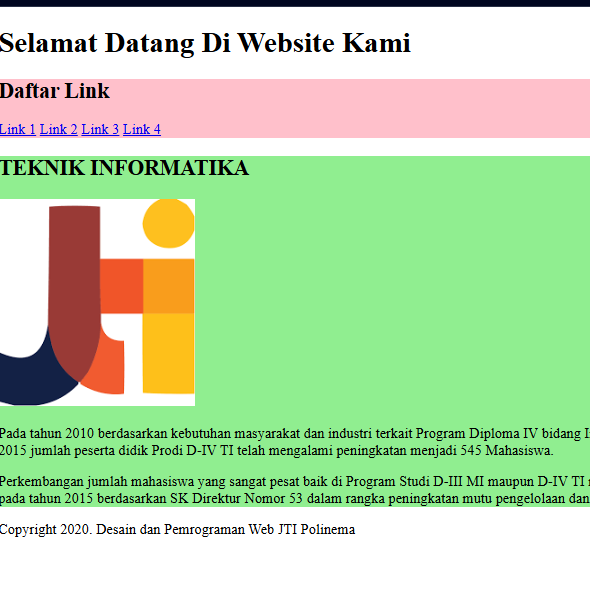 Selamat Datang Di Website Kami
Daftar Link
Link 1 Link 2 Link 3 Link 4
TEKNIK INFORMATIKA
jti
Pada tahun 2010 berdasarkan kebutuhan masyarakat dan industri terkait Program Diploma IV bidang
2015 jumlah peserta didik Prodi D-IV TI telah mengalami peningkatan menjadi 545 Mahasiswa.
Perkembangan jumlah mahasiswa yang sangat pesat baik di Program Studi D-III MI maupun D-IV TI
pada tahun 2015 berdasarkan SK Direktur Nomor 53 dalam rangka peningkatan mutu pengelolaan dan
Copyright 2020. Desain dan Pemrograman Web JTI Polinema